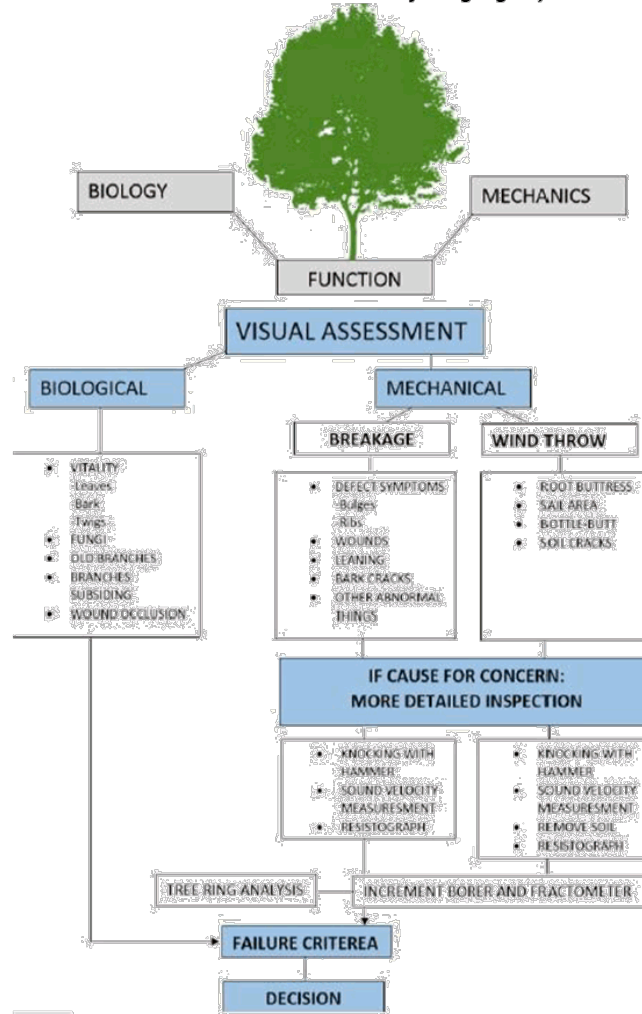 BIOLOGY
MECHANICS
FUNCTION
VISUAL ASSESSMENT
BIOLOGICAL
MECHANICAL
BREAKAGE
WIND THROW
• VITALITY
-Leaves
-Bark
-Twigs
• FUNGI
• OLD BRANCHES
• BRANCHES
SUBSIDING
• WOUND OCCLUSION
• DEFECT SYMPTOMS
-Bulges
-Ribs
• WOUNDS
• LEANING
• BARK CRACKS
• OTHER ABNORMAL
THINGS
• ROOT BUTTRESS
• SAIL AREA
• BOTTLE-BUTT
• SOIL CRACKS
IF CAUSE FOR CONCERN:
MORE DETAILED INSPECTION
• KNOCKING WITH
HAMMER
• SOUND VELOCITY
MEASURESMENT
• RESISTOGRAPH
• KNOCKING WITH
HAMMER
• SOUND VELOCITY
MEASURESMENT
• REMOVE SOIL
• RESISTOGRAPH
TREE RING ANALYSIS
INCREMENT BORER AND FRACTOMETER
FAILURE CRITEREA
DECISION